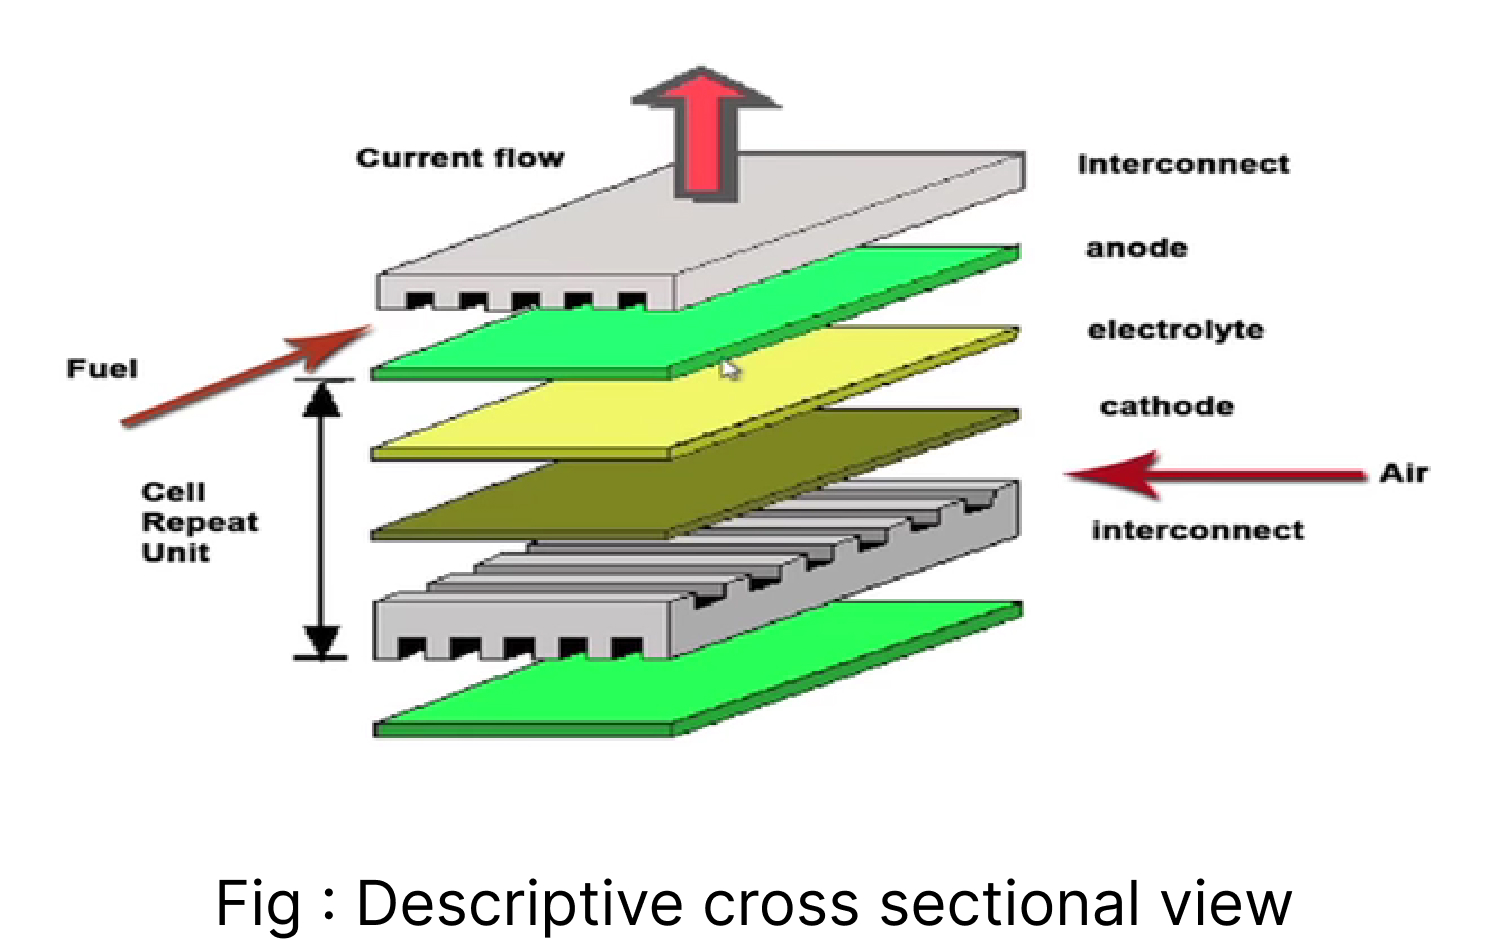 Current flow
Interconnect
anode
electrolyte
Fuel
cathode
Air
Cell
Repeat
Unit
interconnect
Fig : Descriptive cross sectional view